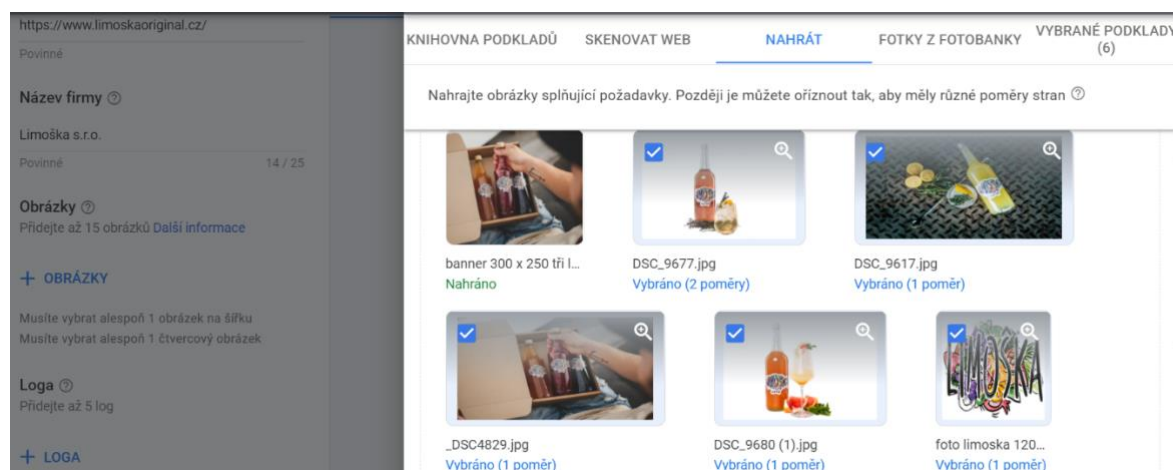 https://www.limoskaoriginal.cz/
Povinné
Název firmy
Limoška s.r.o.
Povinné 14 / 25
Obrázky
Přidejte až 15 obrázků Další informace
+ OBRÁZKY
Musíte vybrat alespoň 1 obrázek na šířku
Musíte vybrat alespoň 1 čtvercový obrázek
Loga
Přidejte až 5 log
+ LOGA
KNIHOVNA PODKLADŮ SKENOVAT WEB NAHRÁT FOTKY Z FOTOBANKY VYBRANÉ PODKLADY
(6)
Nahrajte obrázky splňující požadavky. Později je můžete oříznout tak, aby měly různé poměry stran
banner 300 x 250 tři l... DSC_9677.jpg DSC_9617.jpg
Nahráno Vybráno (2 poměry) Vybráno (1 poměr)
LIMOŠKA
_DSC4829.jpg DSC_9680 (1).jpg foto limoska 120...
Vybráno (1 poměr) Vybráno (1 poměr) Vybráno (1 poměr)